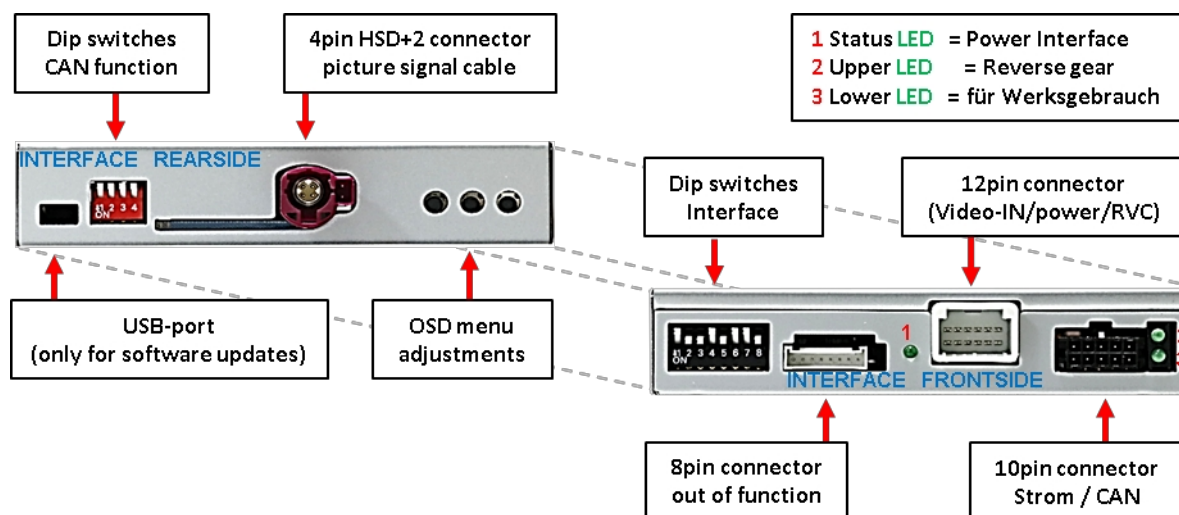 Dip switches
CAN function
4pin HSD+2 connector
picture signal cable
1 Status LED = Power Interface
2 Upper LED = Reverse gear
3 Lower LED = für Werksgebrauch
INTERFACE REARSIDE
1 2 3 4
ON
Dip switches
Interface
12pin connector
(Video-IN/power/RVC)
USB-port
(only for software updates)
OSD menu
adjustments
1
1 2 3 4 5 6 7 8
ON
INTERFACE FRONTSIDE
8pin connector
out of function
10pin connector
Strom / CAN